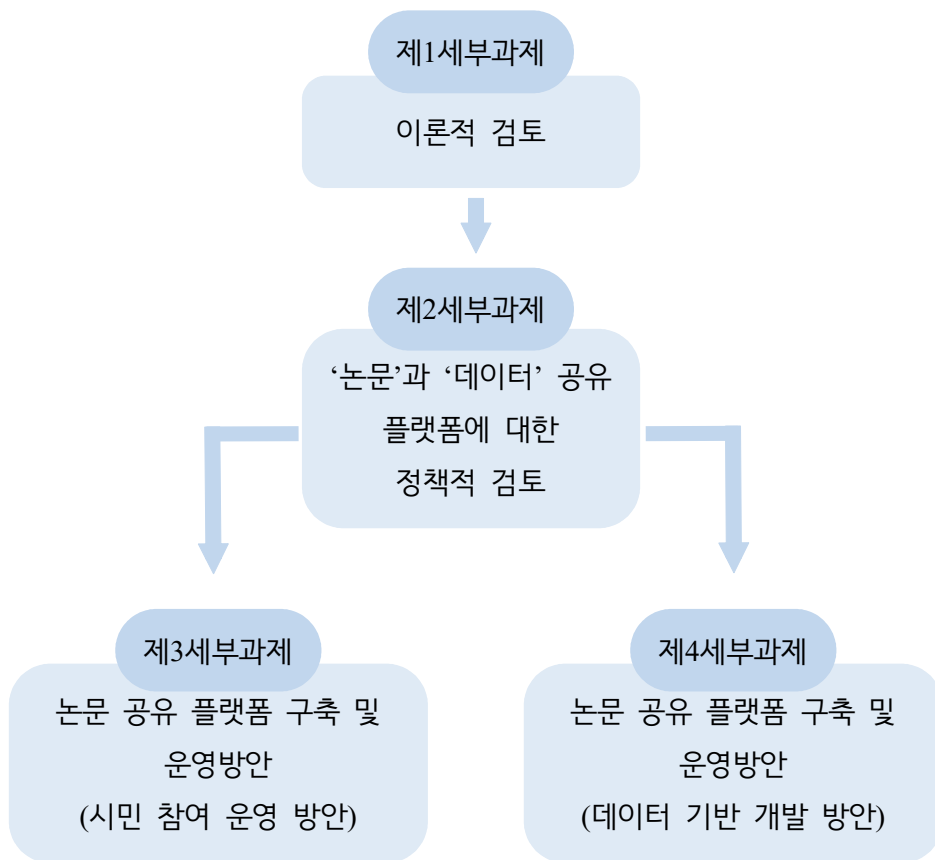 제1세부과제
이론적 검토
제2세부과제
‘논문’과 ‘데이터’ 공유
플랫폼에 대한
정책적 검토
제3세부과제
논문 공유 플랫폼 구축 및
운영방안
(시민 참여 운영 방안)
제4세부과제
논문 공유 플랫폼 구축 및
운영방안
(데이터 기반 개발 방안)